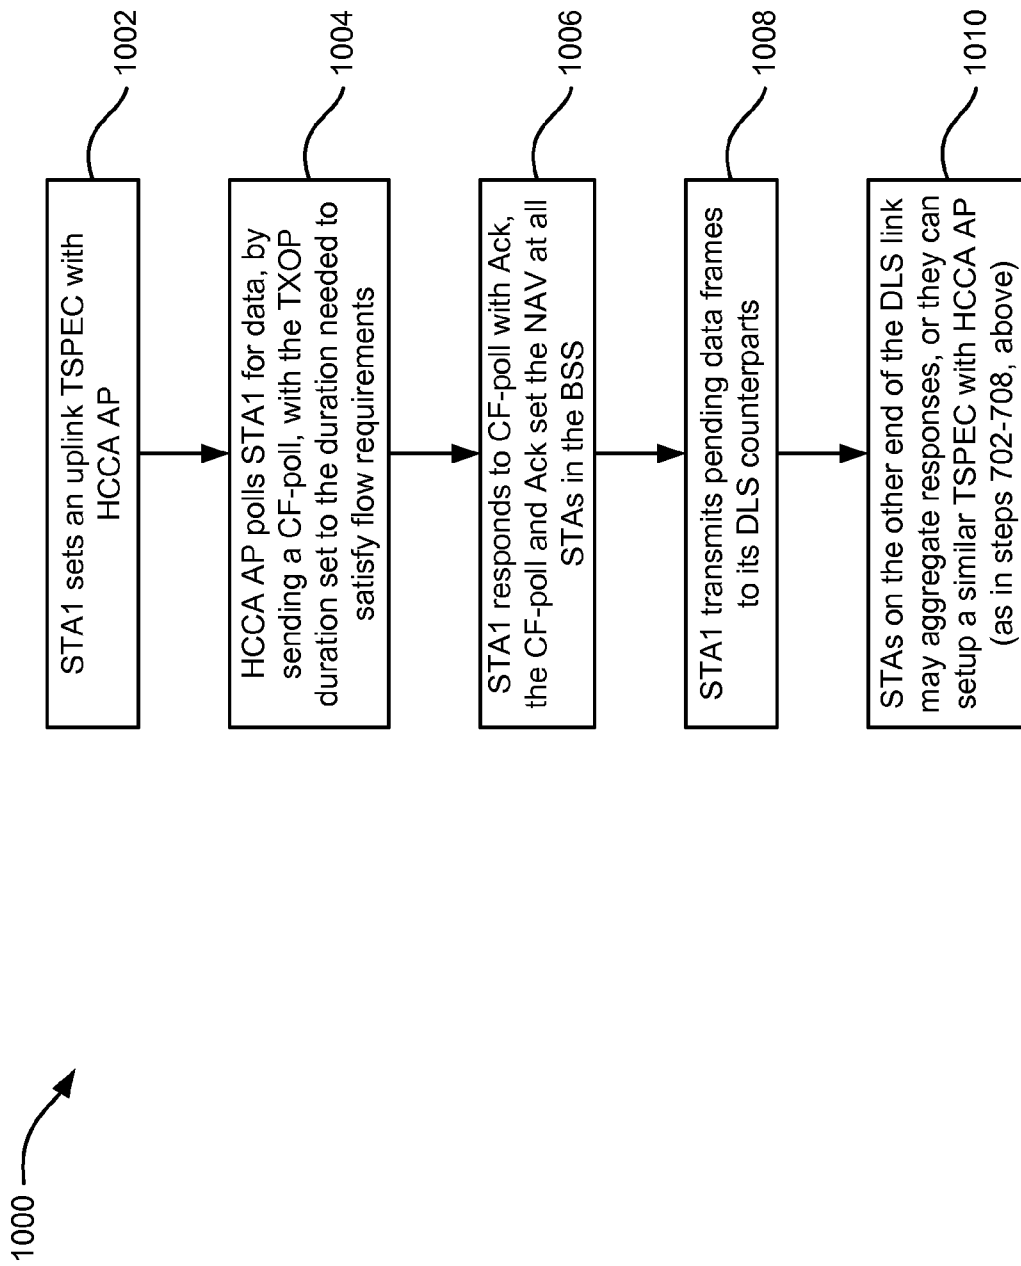 1000
STA1 sets an uplink TSPEC with
HCCA AP
1002
HCCA AP polls STA1 for data, by
sending a CF-poll, with the TXOP
duration set to the duration needed to
satisfy flow requirements
1004
STA1 responds to CF-poll with Ack,
the CF-poll and Ack set the NAV at all
STAs in the BSS
1006
STA1 transmits pending data frames
to its DLS counterparts
1008
STAs on the other end of the DLS link
may aggregate responses, or they can
setup a similar TSPEC with HCCA AP
(as in steps 702-708, above)
1010